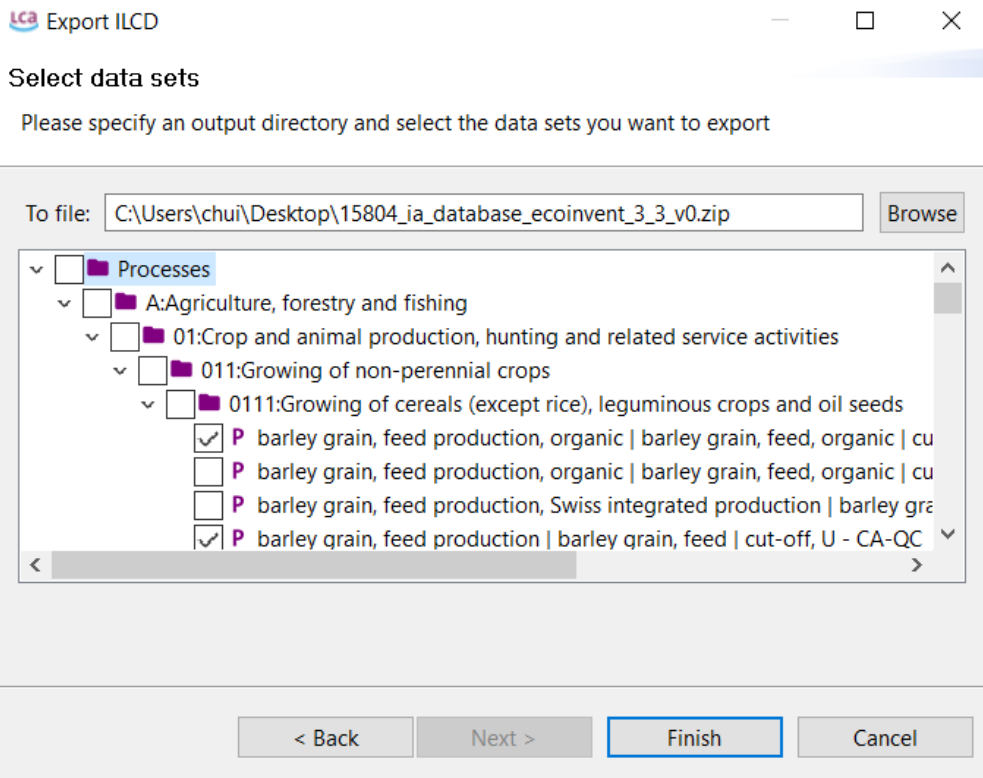 LCa Export ILCD
Select data sets
Please specify an output directory and select the data sets you want to export
To file: C:\Users\chui\Desktop\15804_ia_database_ecoinvent_3_3_v0.zip Browse
Processes
A:Agriculture, forestry and fishing
01:Crop and animal production, hunting and related service activities
011:Growing of non-perennial crops
0111:Growing of cereals (except rice), leguminous crops and oil seeds
P barley grain, feed production, organic | barley grain, feed, organic | cu
P barley grain, feed production, organic | barley grain, feed, organic | cu
P barley grain, feed production, Swiss integrated production | barley gra
P barley grain, feed production | barley grain, feed | cut-off, U - CA-QC
< Back Next > Finish Cancel